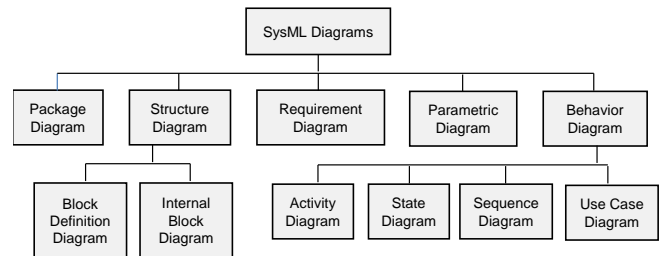 SysML Diagrams
Package
Diagram
Structure
Diagram
Requirement
Diagram
Parametric
Diagram
Behavior
Diagram
Block
Definition
Diagram
Internal
Block
Diagram
Activity
Diagram
State
Diagram
Sequence
Diagram
Use Case
Diagram